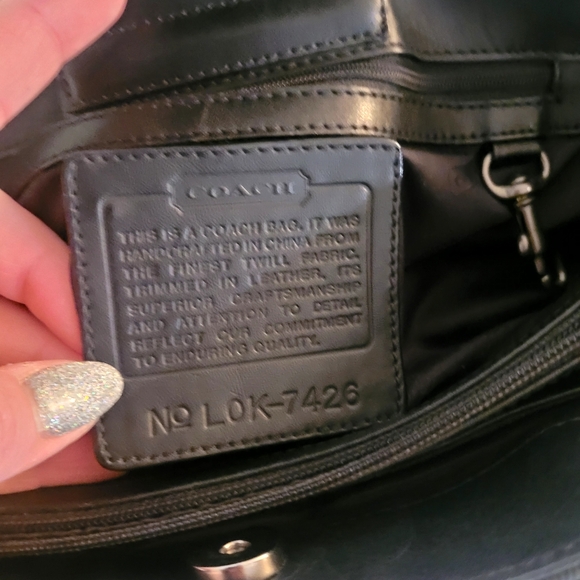 COACH
THIS IS A COACH BAG. IT WAS
HANDCRAFTED IN CHINA FROM
THE FINEST TWILL FABRIC.
TRIMMED IN LEATHER. ITS
SUPERIOR CRAFTSMANSHIP
AND ATTENTION TO DETAIL
REFLECT OUR COMMITMENT
TO ENDURING QUALITY.
No L0K-7426